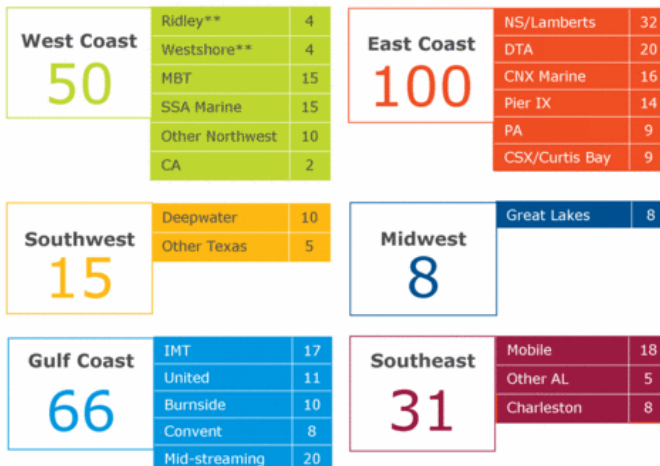 West Coast
50
Ridley** 4
Westshore** 4
MBT 15
SSA Marine 15
Other Northwest 10
CA 2
East Coast
100
NS/Lamberts 32
DTA 20
CNX Marine 16
Pier IX 14
PA 9
CSX/Curtis Bay 9
Southwest
15
Deepwater 10
Other Texas 5
Midwest
8
Great Lakes 8
Gulf Coast
66
IMT 17
United 11
Burnside 10
Convent 8
Mid-streaming 20
Southeast
31
Mobile 18
Other AL 5
Charleston 8